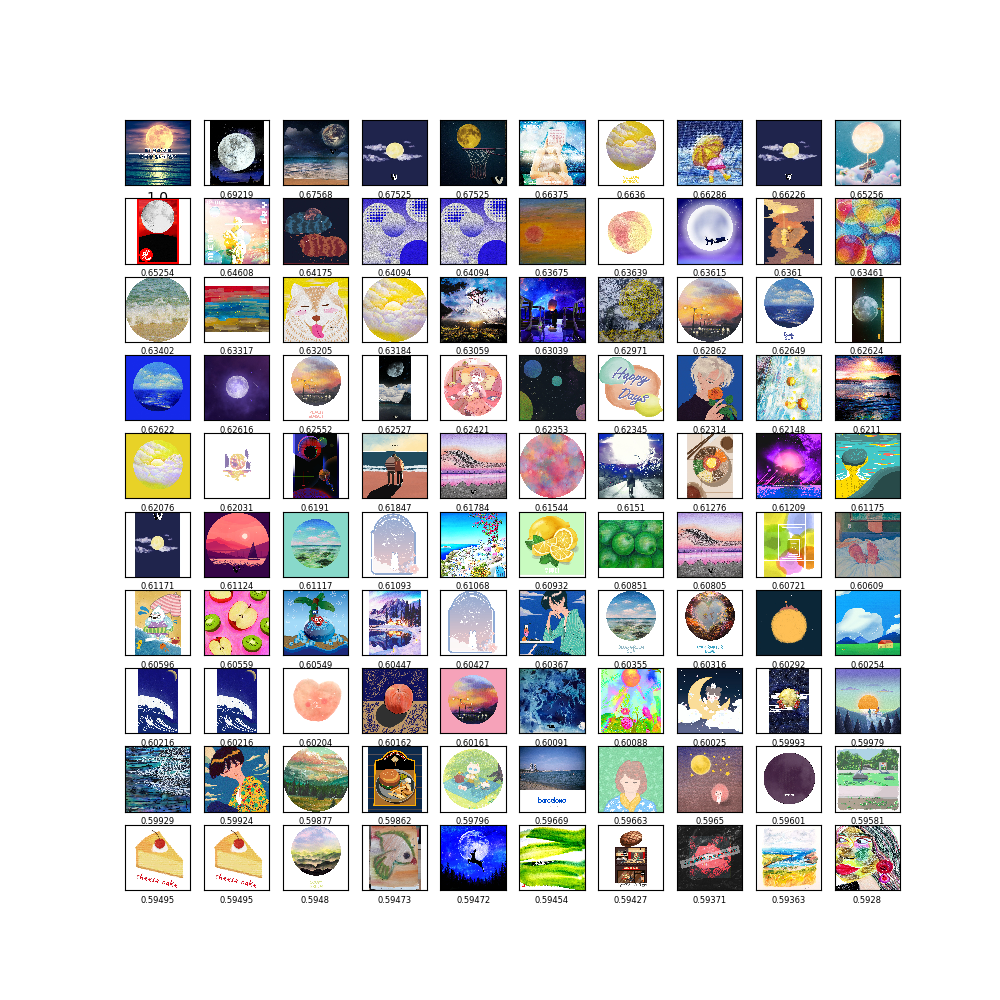 1.0
0.69219 0.67568 0.67525 0.67525 0.66375 0.6636 0.66286 0.66226 0.65256
0.65254 0.64608 0.64175 0.64094 0.64094 0.63675 0.63639 0.63615 0.6361 0.63461
0.63402 0.63317 0.63205 0.63184 0.63059 0.63039 0.62971 0.62862 0.62649 0.62624
Happy
Days
0.62622 0.62616 0.62552 0.62527 0.62421 0.62353 0.62345 0.62314 0.62148 0.6211
0.62076 0.62031 0.6191 0.61847 0.61784 0.61544 0.6151 0.61276 0.61209 0.61175
0.61171 0.61124 0.61117 0.61093 0.61068 0.60932 0.60851 0.60805 0.60721 0.60609
0.60596 0.60559 0.60549 0.60447 0.60427 0.60367 0.60355 0.60316 0.60292 0.60254
0.60216 0.60216 0.60204 0.60162 0.60161 0.60091 0.60088 0.60025 0.59993 0.59979
barcelona
0.59929 0.59924 0.59877 0.59862 0.59796 0.59669 0.59663 0.5965 0.59601 0.59581
cheese cake cheese cake
0.59495 0.59495 0.5948 0.59473 0.59472 0.59454 0.59427 0.59371 0.59363 0.5928